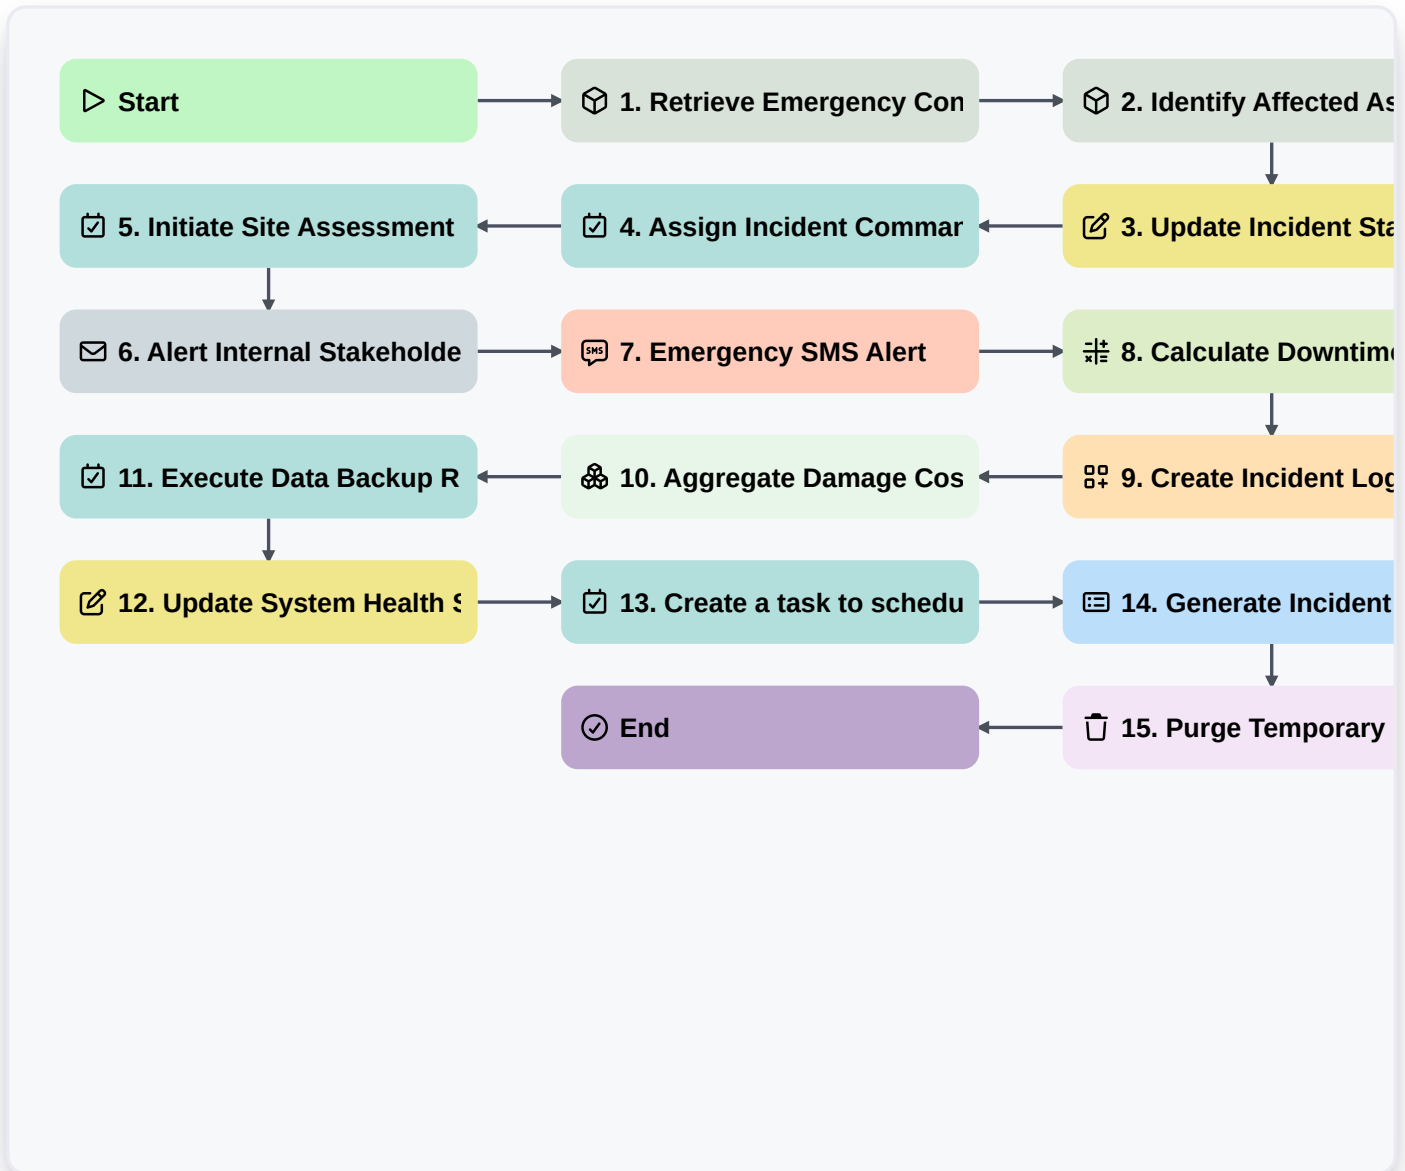 Start
1. Retrieve Emergency Con
2. Identify Affected As
5. Initiate Site Assessment
4. Assign Incident Comman
3. Update Incident Sta
6. Alert Internal Stakeholde
SMS
7. Emergency SMS Alert
8. Calculate Downtime
11. Execute Data Backup R
10. Aggregate Damage Cos
9. Create Incident Log
12. Update System Health S
13. Create a task to schedu
14. Generate Incident
End
15. Purge Temporary